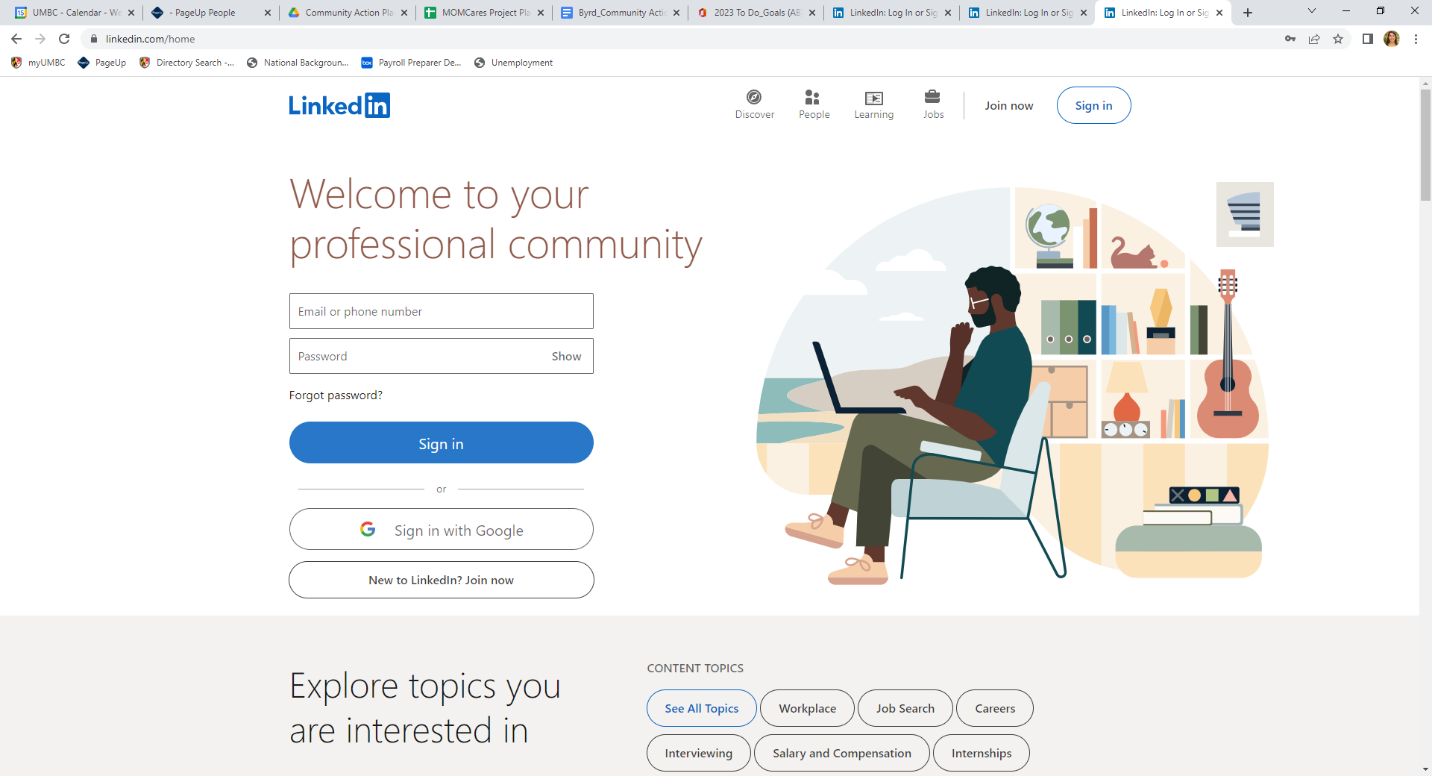 UMBC - Calendar - We
- PageUp People
Community Action Pla
MOMCares Project Pla
Byrd_Community Actio
2023 To Do_Goals (AB
LinkedIn: Log In or Sig
LinkedIn: Log In or Sig
LinkedIn: Log In or Sig
linkedin.com/home
myUMBC
PageUp
Directory Search -...
National Backgroun...
Payroll Preparer De...
Unemployment
Linkedin
Discover
People
Learning
Jobs
Join now
Sign in
Welcome to your
professional community
Email or phone number
Password Show
Forgot password?
Sign in
or
Sign in with Google
New to LinkedIn? Join now
Explore topics you
are interested in
CONTENT TOPICS
See All Topics
Workplace
Job Search
Careers
Interviewing
Salary and Compensation
Internships